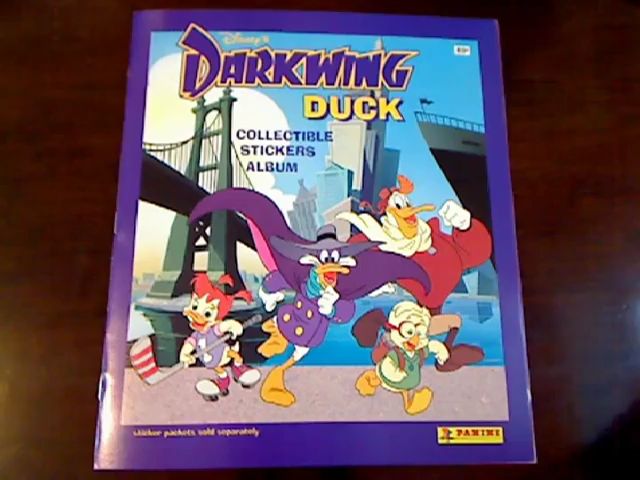 Disney's
DARKWING
DUCK
COLLECTIBLE
STICKERS
ALBUM
sticker packets sold separately
PANINI